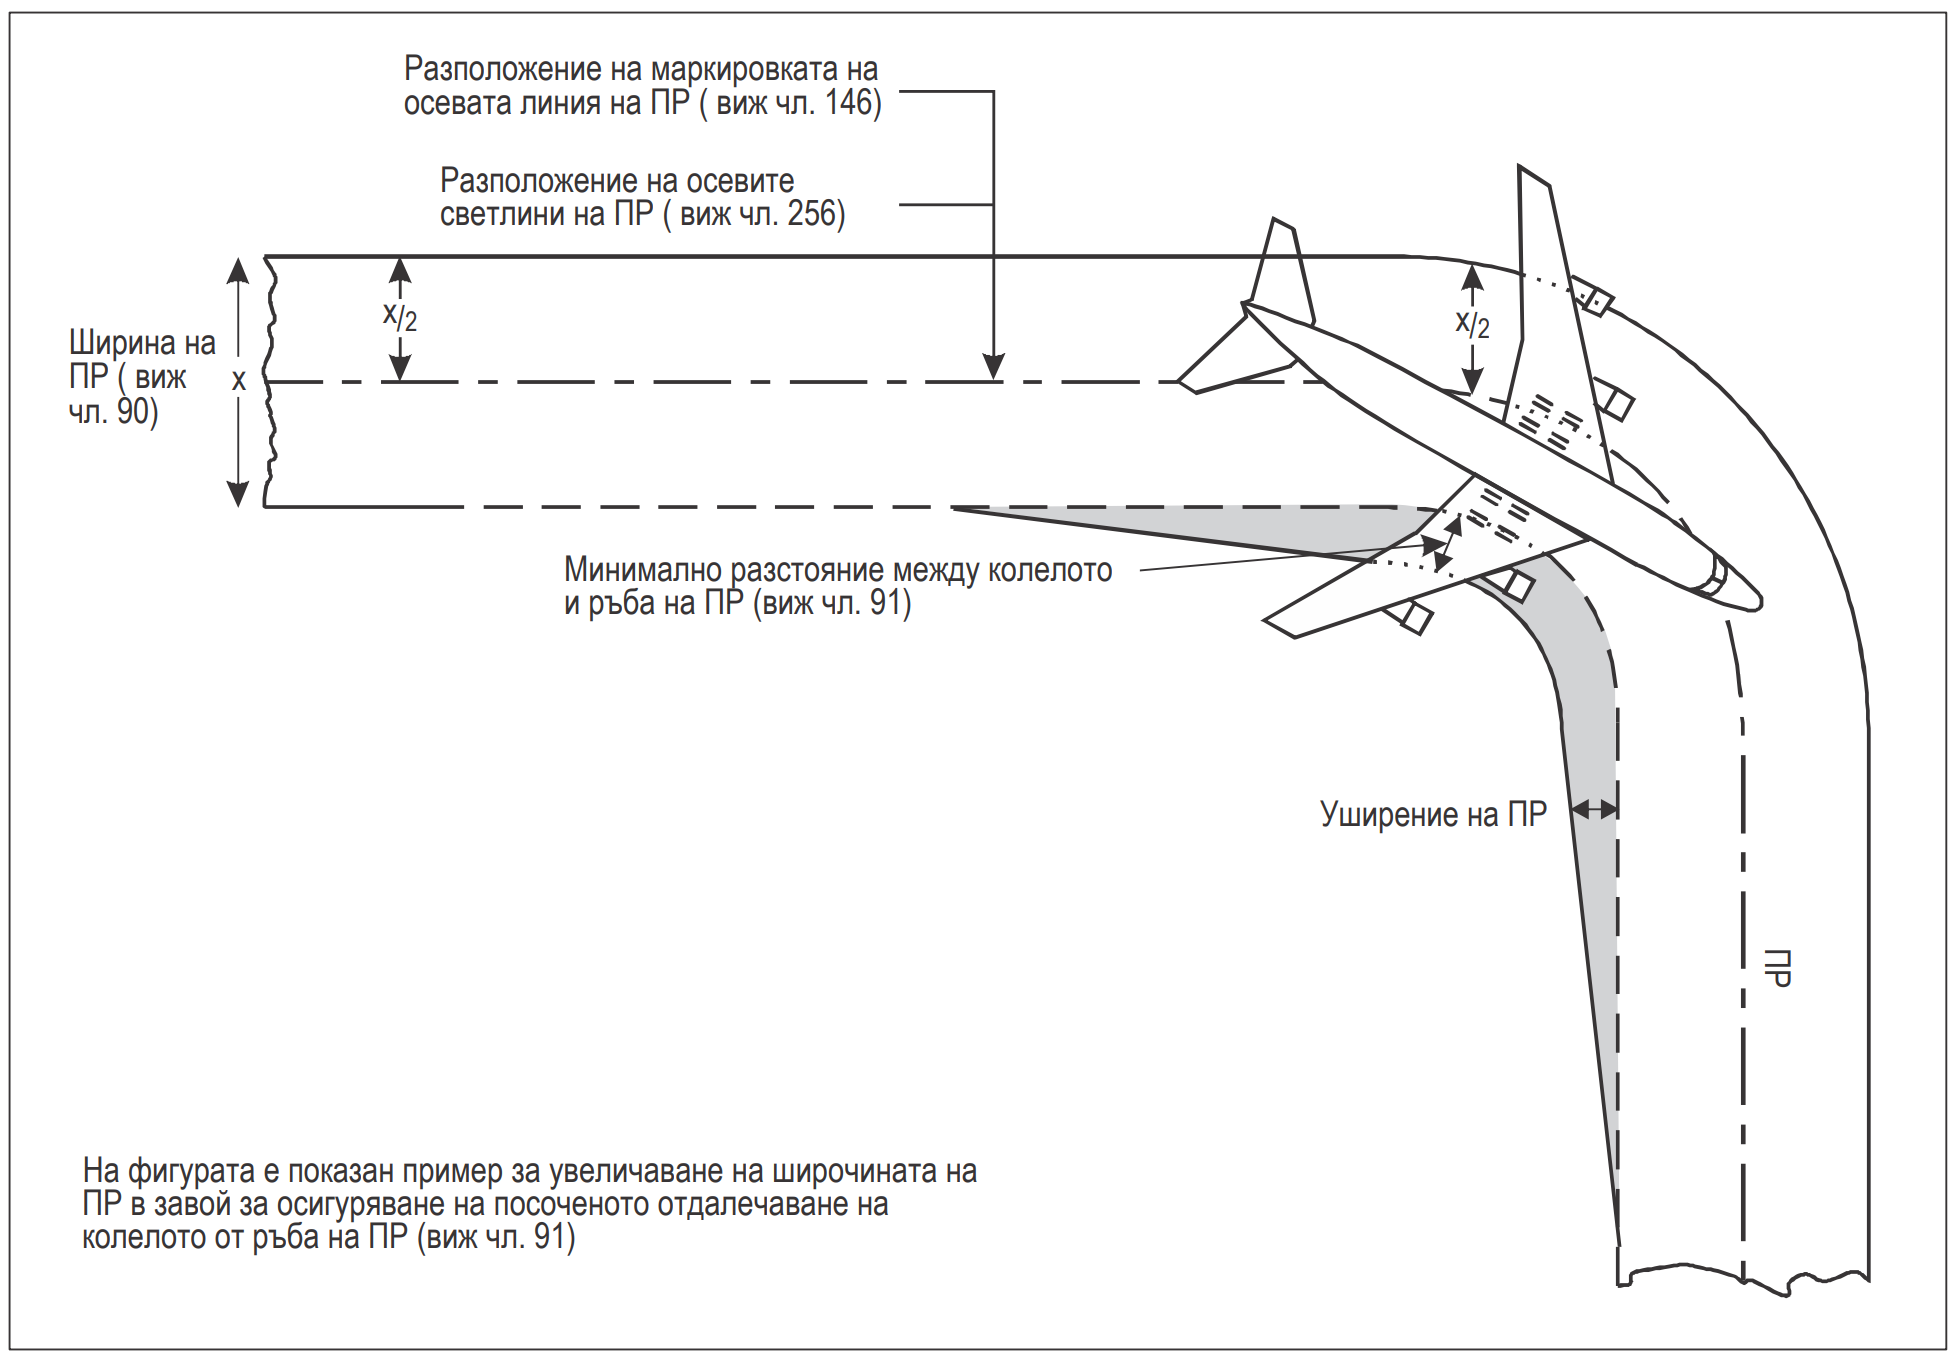 Разположение на маркировката на
осевата линия на ПР ( виж чл. 146)
Разположение на осевите
светлини на ПР ( виж чл. 256)
Ширина на
ПР ( виж
чл. 90)
x
x/2
x/2
Минимално разстояние между колелото
и ръба на ПР (виж чл. 91)
Уширение на ПР
ПР
На фигурата е показан пример за увеличаване на широчината на
ПР в завой за осигуряване на посоченото отдалечаване на
колелото от ръба на ПР (виж чл. 91)